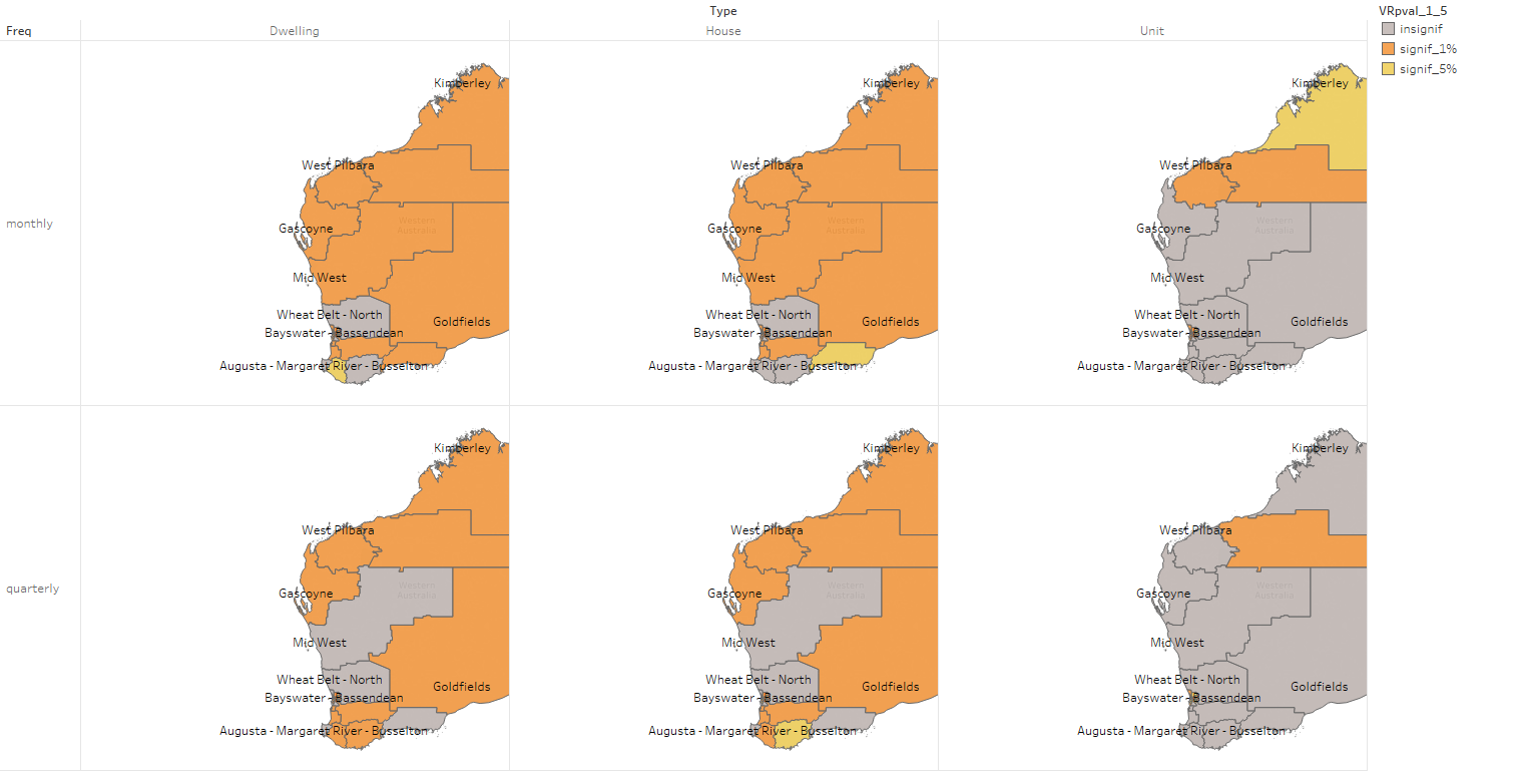 Type
VRpval_1_5
Freq
Dwelling
House
Unit
insignif
signif_1%
signif_5%
monthly
Kimberley
West Pilbara
Western
Australia
Gascoyne
Mid West
Wheat Belt - North
Goldfields
Bayswater - Bassendean
Augusta - Margaret River - Busselton
Kimberley
West Pilbara
Western
Australia
Gascoyne
Mid West
Wheat Belt - North
Goldfields
Bayswater - Bassendean
Augusta - Margaret River - Busselton
Kimberley
West Pilbara
Western
Australia
Gascoyne
Mid West
Wheat Belt - North
Goldfields
Bayswater - Bassendean
Augusta - Margaret River - Busselton
quarterly
Kimberley
West Pilbara
Western
Australia
Gascoyne
Mid West
Wheat Belt - North
Goldfields
Bayswater - Bassendean
Augusta - Margaret River - Busselton
Kimberley
West Pilbara
Western
Australia
Gascoyne
Mid West
Wheat Belt - North
Goldfields
Bayswater - Bassendean
Augusta - Margaret River - Busselton
Kimberley
West Pilbara
Western
Australia
Gascoyne
Mid West
Wheat Belt - North
Goldfields
Bayswater - Bassendean
Augusta - Margaret River - Busselton